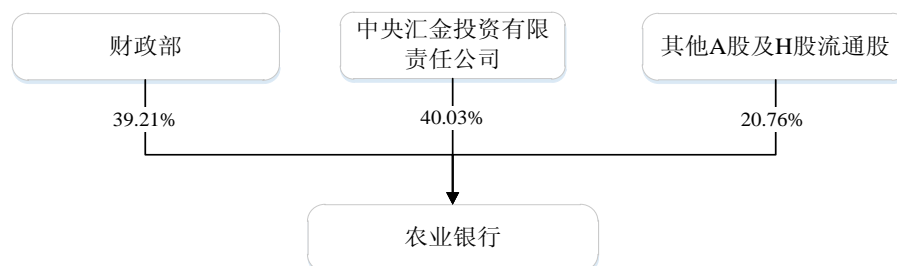 财政部
中央汇金投资有限
责任公司
其他A股及H股流通股
39.21%
40.03%
20.76%
农业银行